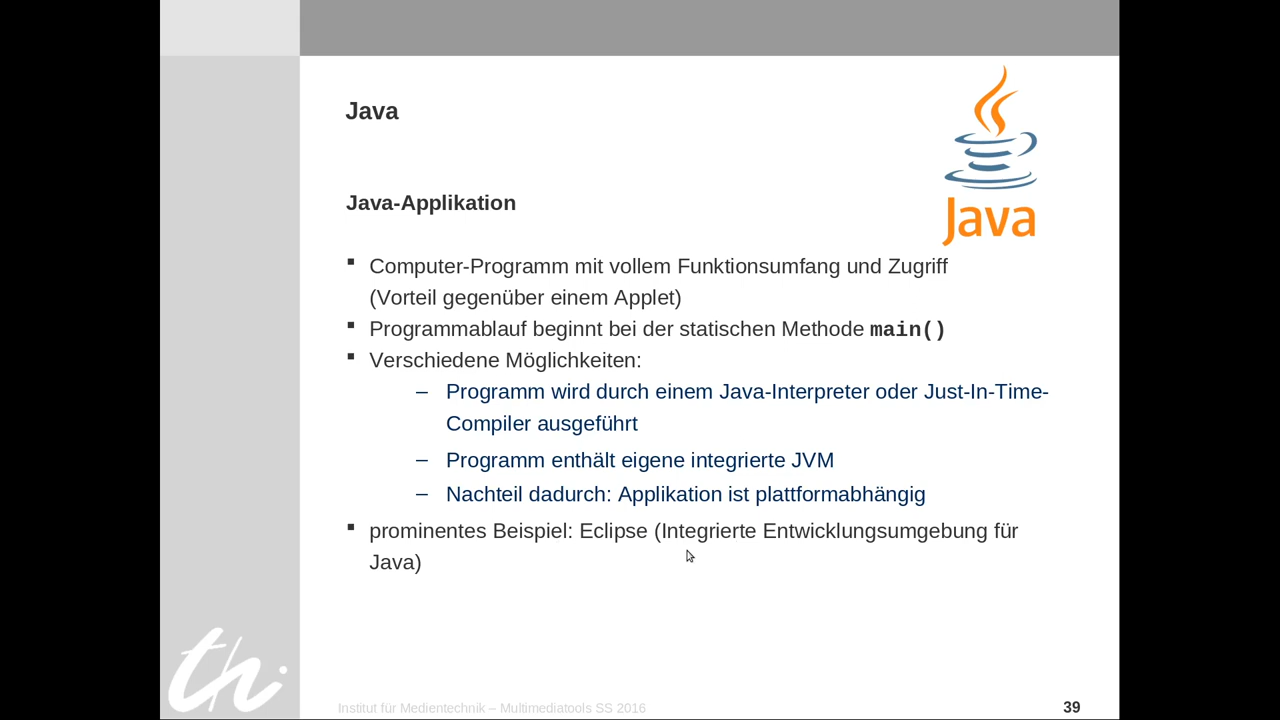 Java
Java
Java-Applikation
Computer-Programm mit vollem Funktionsumfang und Zugriff
(Vorteil gegenüber einem Applet)
Programmablauf beginnt bei der statischen Methode main()
Verschiedene Möglichkeiten:
– Programm wird durch einem Java-Interpreter oder Just-In-Time-
Compiler ausgeführt
– Programm enthält eigene integrierte JVM
– Nachteil dadurch: Applikation ist plattformabhängig
prominentes Beispiel: Eclipse (Integrierte Entwicklungsumgebung für
Java)
th
Institut für Medientechnik – Multimediatools SS 2016
39